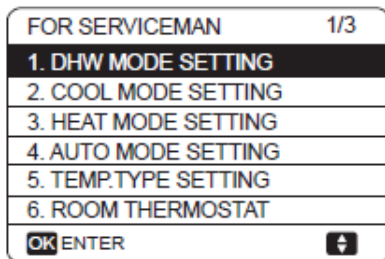 FOR SERVICEMAN 1/3
1. DHW MODE SETTING
2. COOL MODE SETTING
3. HEAT MODE SETTING
4. AUTO MODE SETTING
5. TEMP.TYPE SETTING
6. ROOM THERMOSTAT
OK ENTER